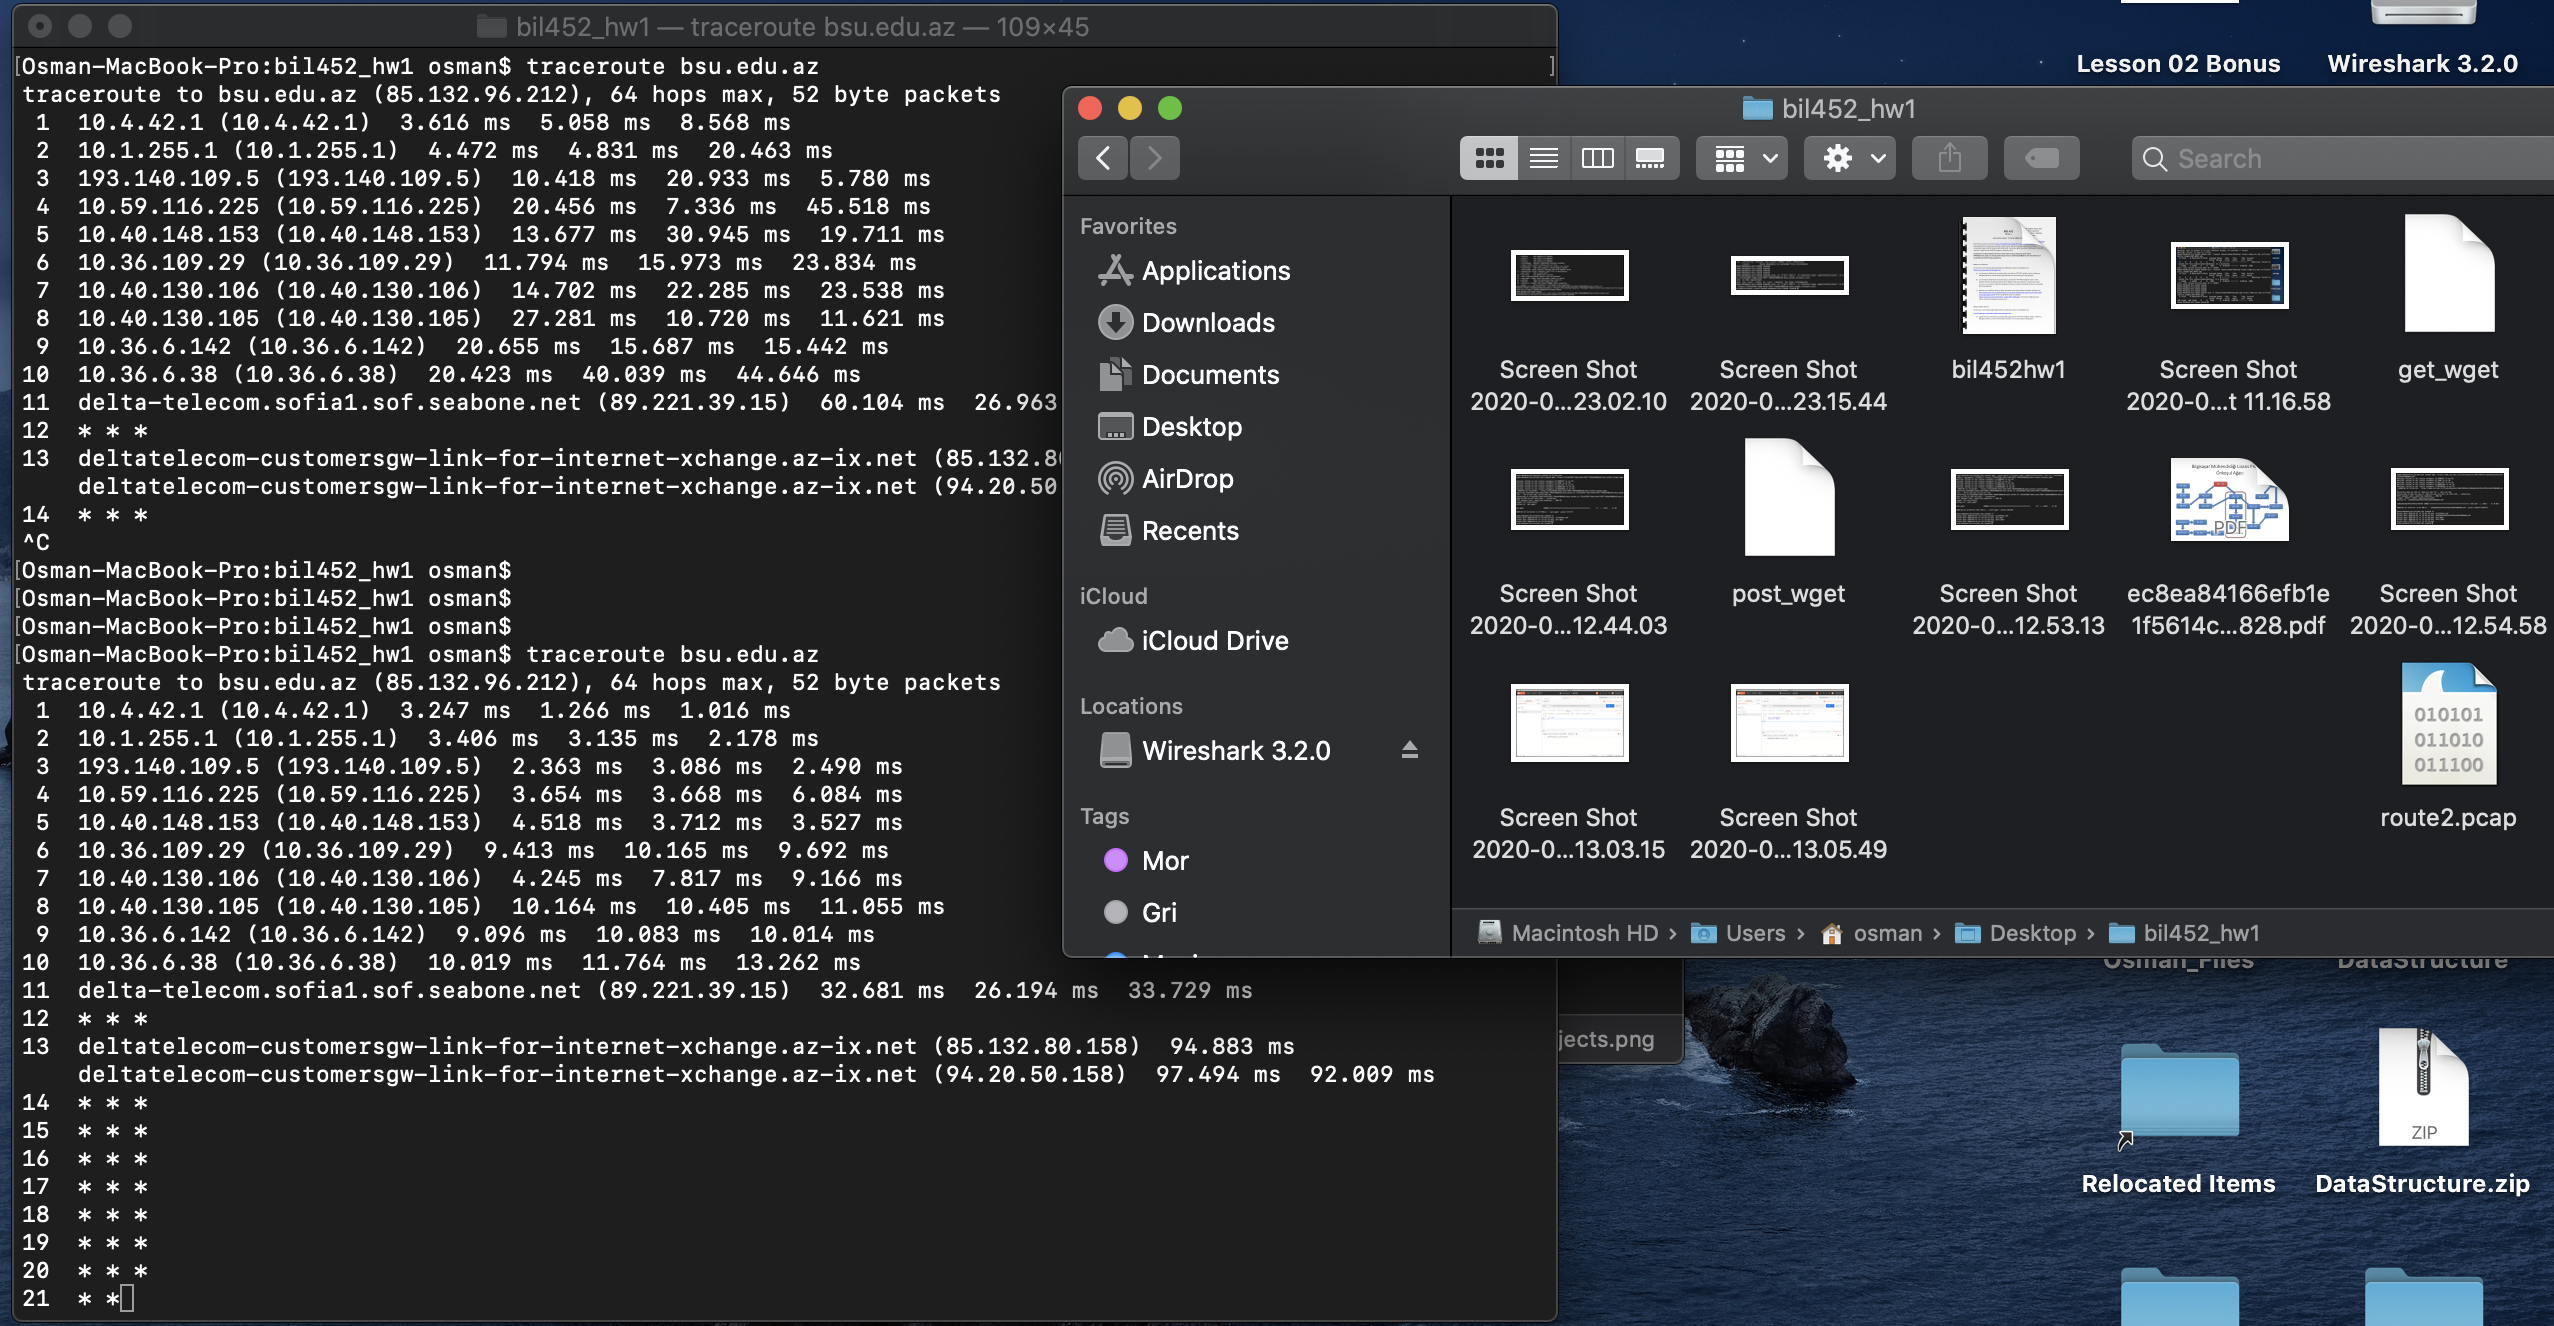 bil452_hw1 — traceroute bsu.edu.az — 109×45
[Osman-MacBook-Pro:bil452_hw1 osman$ traceroute bsu.edu.az ]
traceroute to bsu.edu.az (85.132.96.212), 64 hops max, 52 byte packets
1 10.4.42.1 (10.4.42.1) 3.616 ms 5.058 ms 8.568 ms
2 10.1.255.1 (10.1.255.1) 4.472 ms 4.831 ms 20.463 ms
3 193.140.109.5 (193.140.109.5) 10.418 ms 20.933 ms 5.780 ms
4 10.59.116.225 (10.59.116.225) 20.456 ms 7.336 ms 45.518 ms
5 10.40.148.153 (10.40.148.153) 13.677 ms 30.945 ms 19.711 ms
6 10.36.109.29 (10.36.109.29) 11.794 ms 15.973 ms 23.834 ms
7 10.40.130.106 (10.40.130.106) 14.702 ms 22.285 ms 23.538 ms
8 10.40.130.105 (10.40.130.105) 27.281 ms 10.720 ms 11.621 ms
9 10.36.6.142 (10.36.6.142) 20.655 ms 15.687 ms 15.442 ms
10 10.36.6.38 (10.36.6.38) 20.423 ms 40.039 ms 44.646 ms
11 delta-telecom.sofia1.sof.seabone.net (89.221.39.15) 60.104 ms 26.963
12 * * *
13 deltatelecom-customersgw-link-for-internet-xchange.az-ix.net (85.132.8
deltatelecom-customersgw-link-for-internet-xchange.az-ix.net (94.20.50
14 * * *
^C
[Osman-MacBook-Pro:bil452_hw1 osman$
[Osman-MacBook-Pro:bil452_hw1 osman$
[Osman-MacBook-Pro:bil452_hw1 osman$
[Osman-MacBook-Pro:bil452_hw1 osman$ traceroute bsu.edu.az
traceroute to bsu.edu.az (85.132.96.212), 64 hops max, 52 byte packets
1 10.4.42.1 (10.4.42.1) 3.247 ms 1.266 ms 1.016 ms
2 10.1.255.1 (10.1.255.1) 3.406 ms 3.135 ms 2.178 ms
3 193.140.109.5 (193.140.109.5) 2.363 ms 3.086 ms 2.490 ms
4 10.59.116.225 (10.59.116.225) 3.654 ms 3.668 ms 6.084 ms
5 10.40.148.153 (10.40.148.153) 4.518 ms 3.712 ms 3.527 ms
6 10.36.109.29 (10.36.109.29) 9.413 ms 10.165 ms 9.692 ms
7 10.40.130.106 (10.40.130.106) 4.245 ms 7.817 ms 9.166 ms
8 10.40.130.105 (10.40.130.105) 10.164 ms 10.405 ms 11.055 ms
9 10.36.6.142 (10.36.6.142) 9.096 ms 10.083 ms 10.014 ms
10 10.36.6.38 (10.36.6.38) 10.019 ms 11.764 ms 13.262 ms
11 delta-telecom.sofia1.sof.seabone.net (89.221.39.15) 32.681 ms 26.194 ms 33.729 ms
12 * * *
13 deltatelecom-customersgw-link-for-internet-xchange.az-ix.net (85.132.80.158) 94.883 ms
deltatelecom-customersgw-link-for-internet-xchange.az-ix.net (94.20.50.158) 97.494 ms 92.009 ms
14 * * *
15 * * *
16 * * *
17 * * *
18 * * *
19 * * *
20 * * *
21 * *
bil452_hw1
Search
Favorites
Applications
Downloads
Documents
Desktop
AirDrop
Recents
iCloud
iCloud Drive
Locations
Wireshark 3.2.0
Tags
Mor
Gri
Screen Shot
2020-0...23.02.10
Screen Shot
2020-0...23.15.44
bil452hw1
Screen Shot
2020-0...t 11.16.58
get_wget
Screen Shot
2020-0...12.44.03
post_wget
Screen Shot
2020-0...12.53.13
PDF
ec8ea84166efb1e
1f5614c...828.pdf
Screen Shot
2020-0...12.54.58
Screen Shot
2020-0...13.03.15
Screen Shot
2020-0...13.05.49
010101
011010
011100
route2.pcap
Macintosh HD › Users › osman › Desktop › bil452_hw1
Lesson 02 Bonus
Wireshark 3.2.0
Osman_Files
DataStructure
jects.png
Relocated Items
ZIP
DataStructure.zip